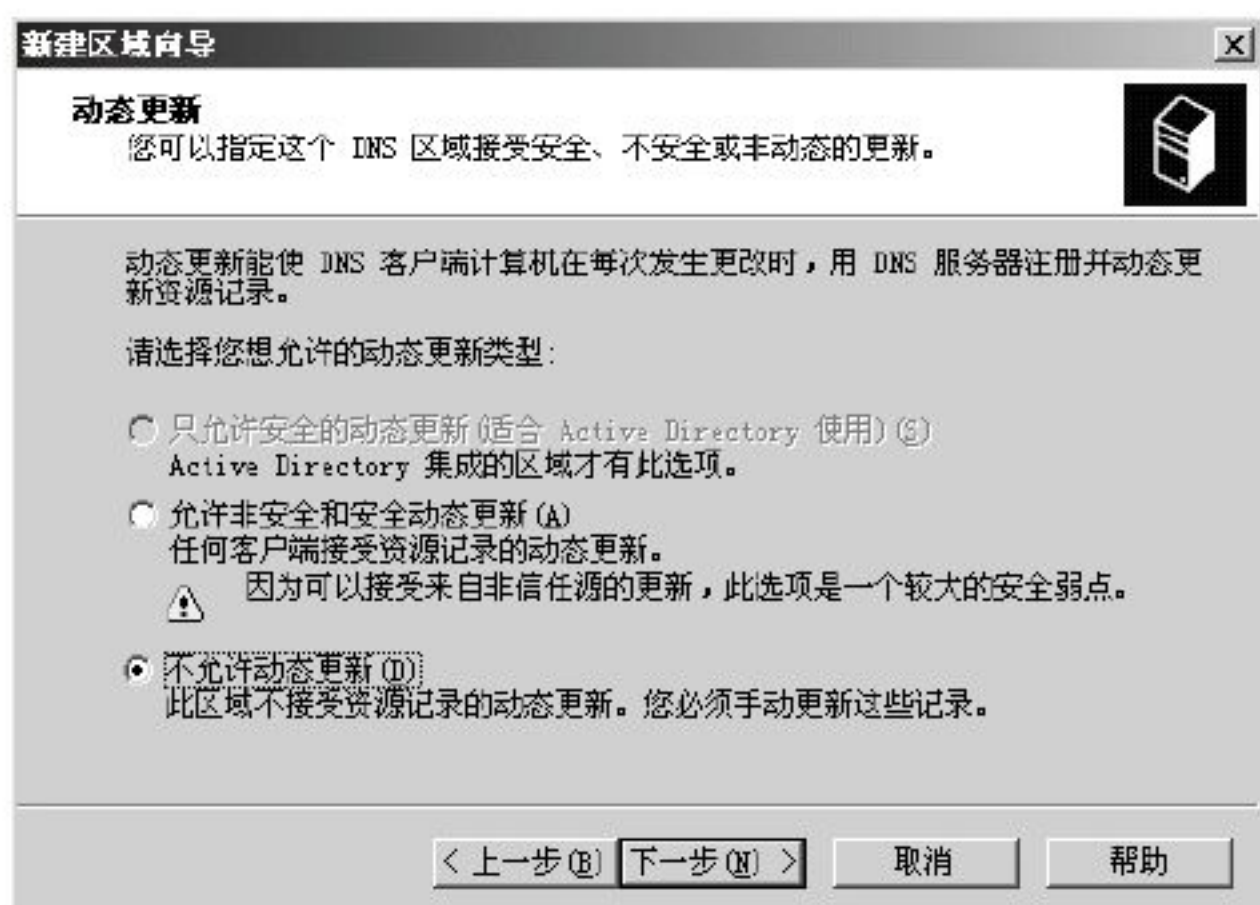 新建区域向导
动态更新
您可以指定这个 DNS 区域接受安全、不安全或非动态的更新。
动态更新能使 DNS 客户端计算机在每次发生更改时，用 DNS 服务器注册并动态更
新资源记录。
请选择您想允许的动态更新类型:
只允许安全的动态更新(适合 Active Directory 使用)(S)
Active Directory 集成的区域才有此选项。
允许非安全和安全动态更新(A)
任何客户端接受资源记录的动态更新。
因为可以接受来自非信任源的更新，此选项是一个较大的安全弱点。
不允许动态更新(D)
此区域不接受资源记录的动态更新。您必须手动更新这些记录。
< 上一步(B) 下一步(N) > 取消 帮助